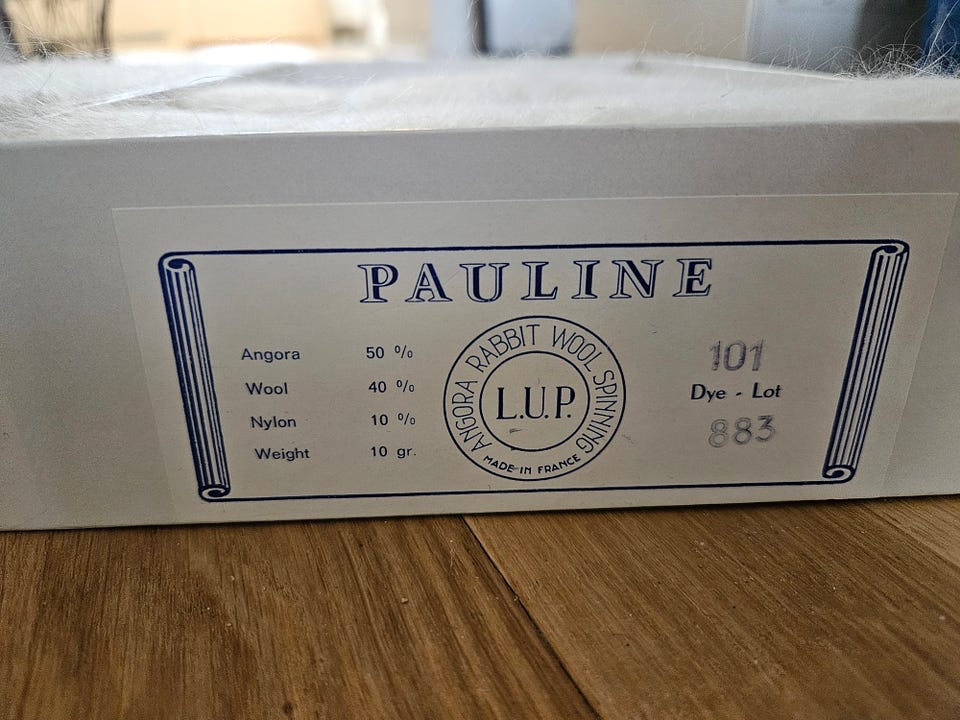 PAULINE
Angora 50 %
Wool 40 %
Nylon 10 %
Weight 10 gr.
ANGORA RABBIT WOOL SPINNING
L.U.P.
MADE IN FRANCE
101
Dye - Lot
883